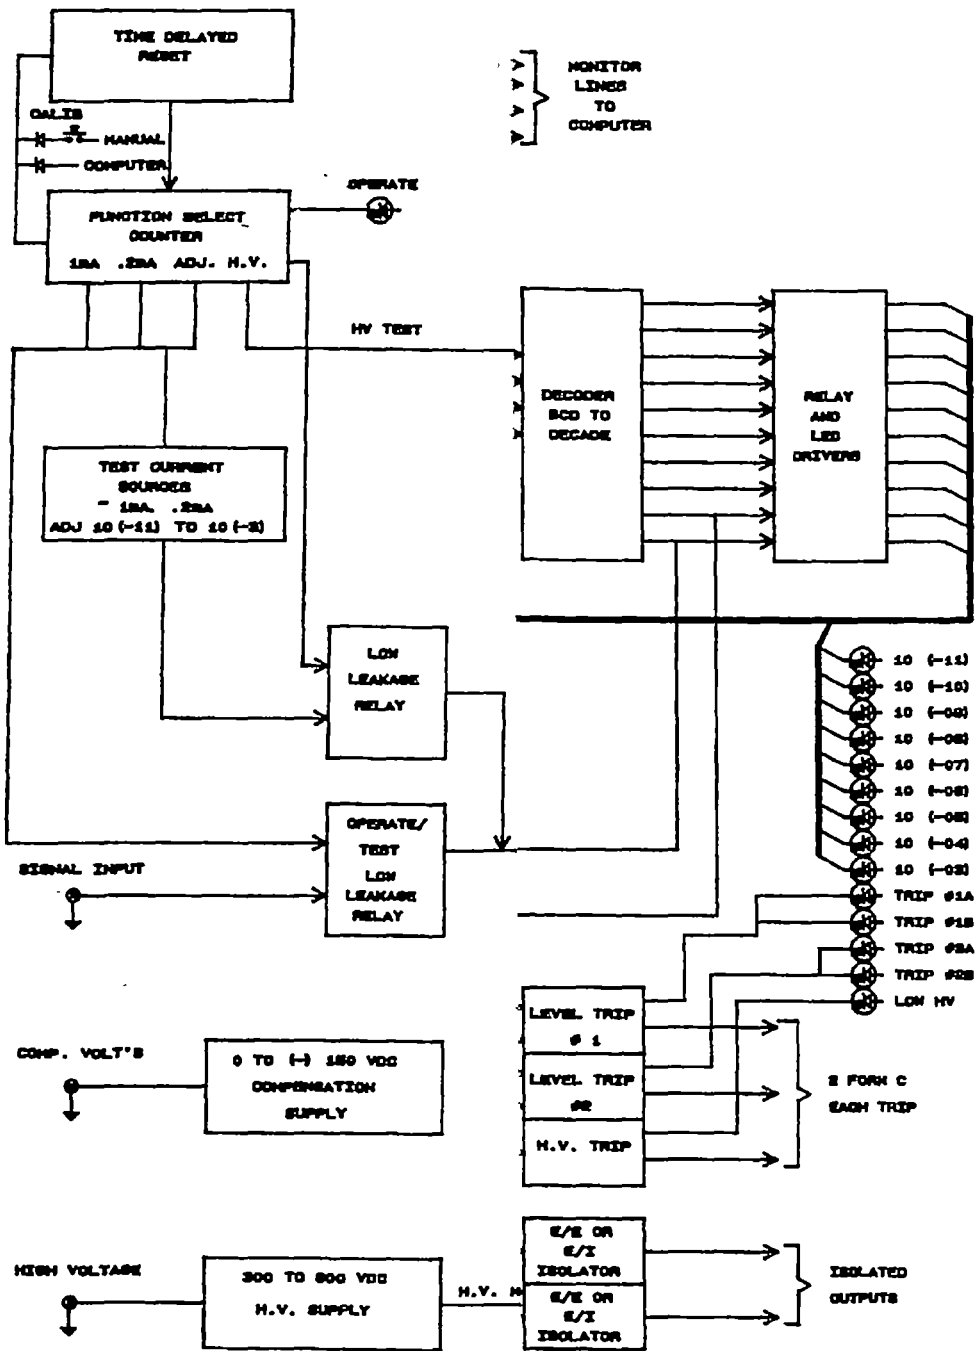 TIME DELAYED
RESET
MONITOR
LINES
TO
COMPUTER
CALIB
MANUAL
COMPUTER
OPERATE
FUNCTION SELECT
COUNTER
1MA .2MA ADJ. H.V.
HV TEST
DECODER
BCD TO
DECADE
RELAY
AND
LED
DRIVERS
TEST CURRENT
SOURCES
- 1MA. .2MA
ADJ 10 (-11) TO 10 (-3)
LOW
LEAKAGE
RELAY
10 (-11)
10 (-10)
10 (-09)
10 (-08)
10 (-07)
10 (-06)
10 (-05)
10 (-04)
10 (-03)
TRIP #1A
TRIP #1B
TRIP #2A
TRIP #2B
LOW HV
OPERATE/
TEST
LOW
LEAKAGE
RELAY
SIGNAL INPUT
LEVEL TRIP
# 1
LEVEL TRIP
#2
H.V. TRIP
2 FORM C
EACH TRIP
COMP. VOLT'S
0 TO (-) 150 VDC
COMPENSATION
SUPPLY
HIGH VOLTAGE
300 TO 800 VDC
H.V. SUPPLY
H.V.
E/E OR
E/I
ISOLATOR
E/E OR
E/I
ISOLATOR
ISOLATED
OUTPUTS